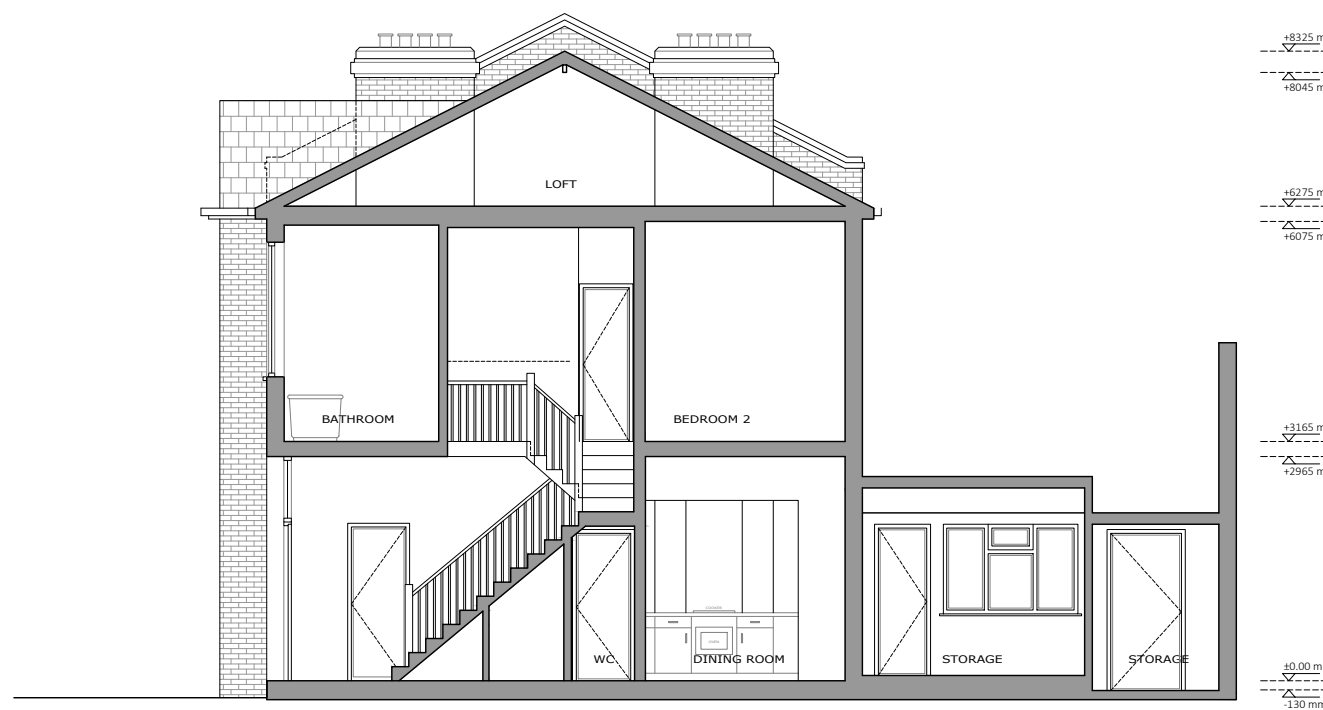 +8325 m
+8045 m
LOFT
+6275 m
+6075 m
BATHROOM
BEDROOM 2
+3165 m
+2965 m
COOKER
WC
DINING ROOM
STORAGE
STORAGE
±0.00 m
-130 mm